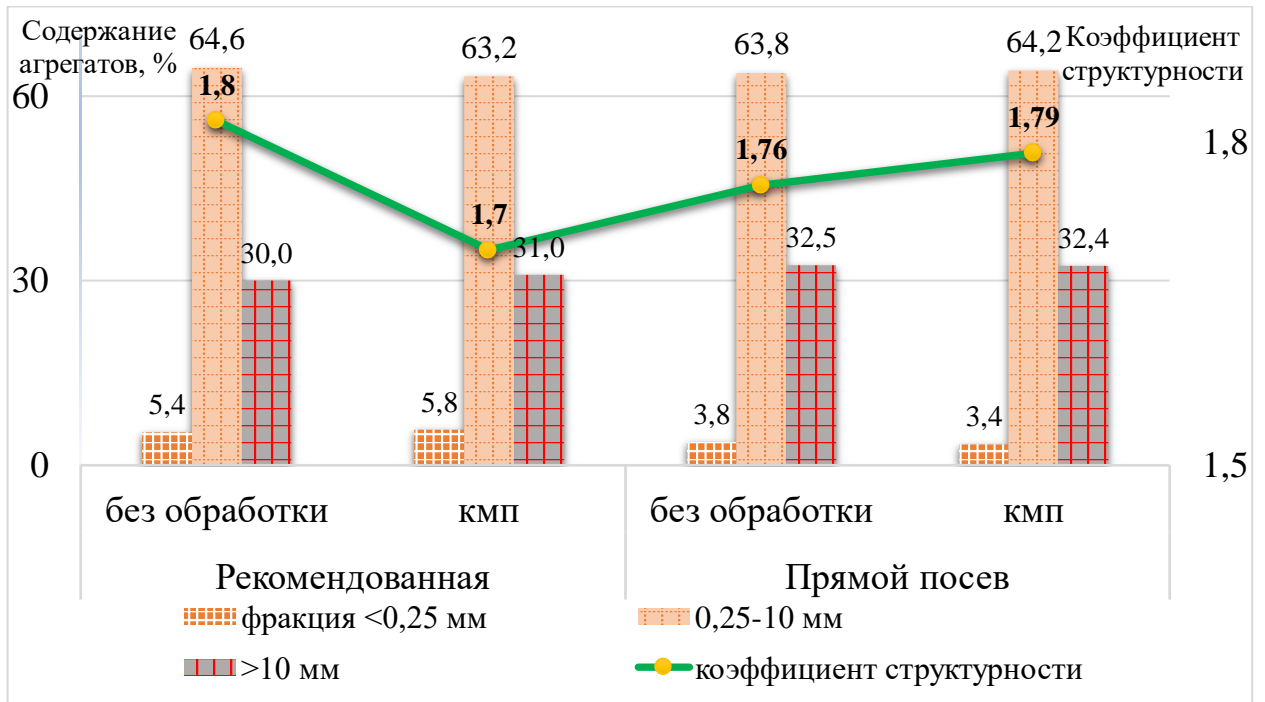 Содержание
агрегатов, %
Коэффициент
структурности
64,6
63,2
63,8
64,2
60
1,8
1,7
1,76
1,79
1,8
30,0
31,0
32,5
32,4
30
5,4
5,8
3,8
3,4
0
1,5
без обработки
кмп
без обработки
кмп
Рекомендованная
Прямой посев
фракция <0,25 мм
0,25-10 мм
>10 мм
коэффициент структурности